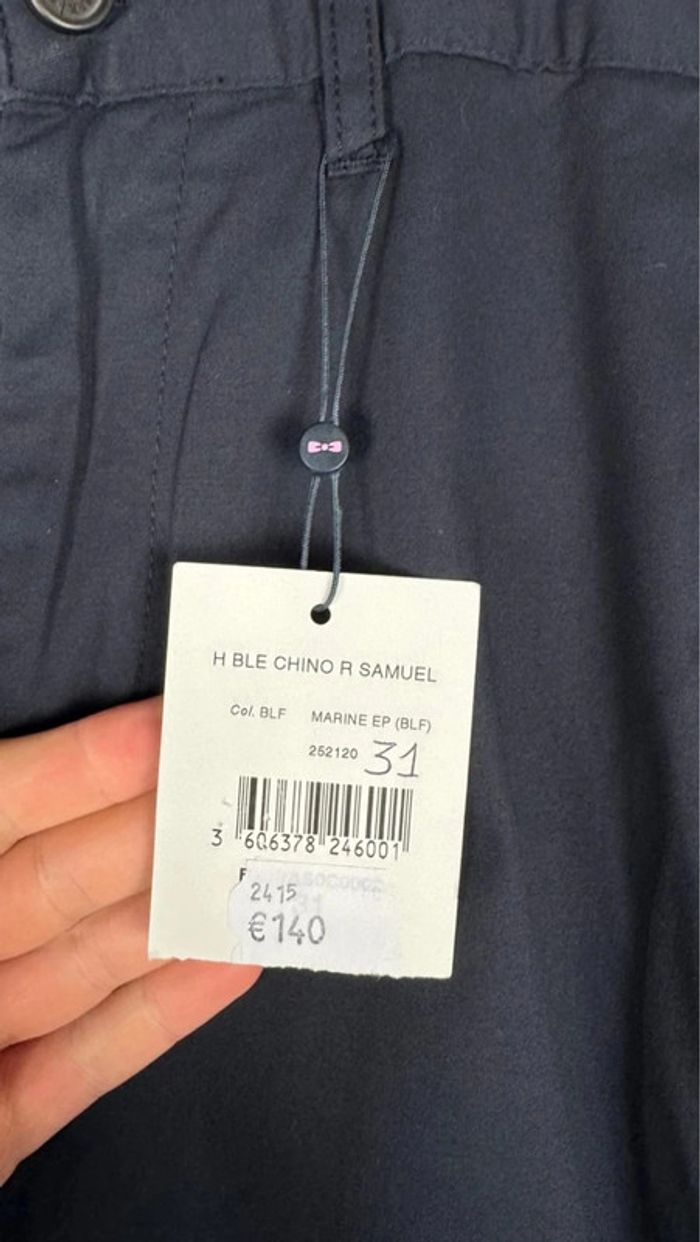 H BLE CHINO R SAMUEL
Col. BLF MARINE EP (BLF)
252120 31
3 606378 246001
2415
€140